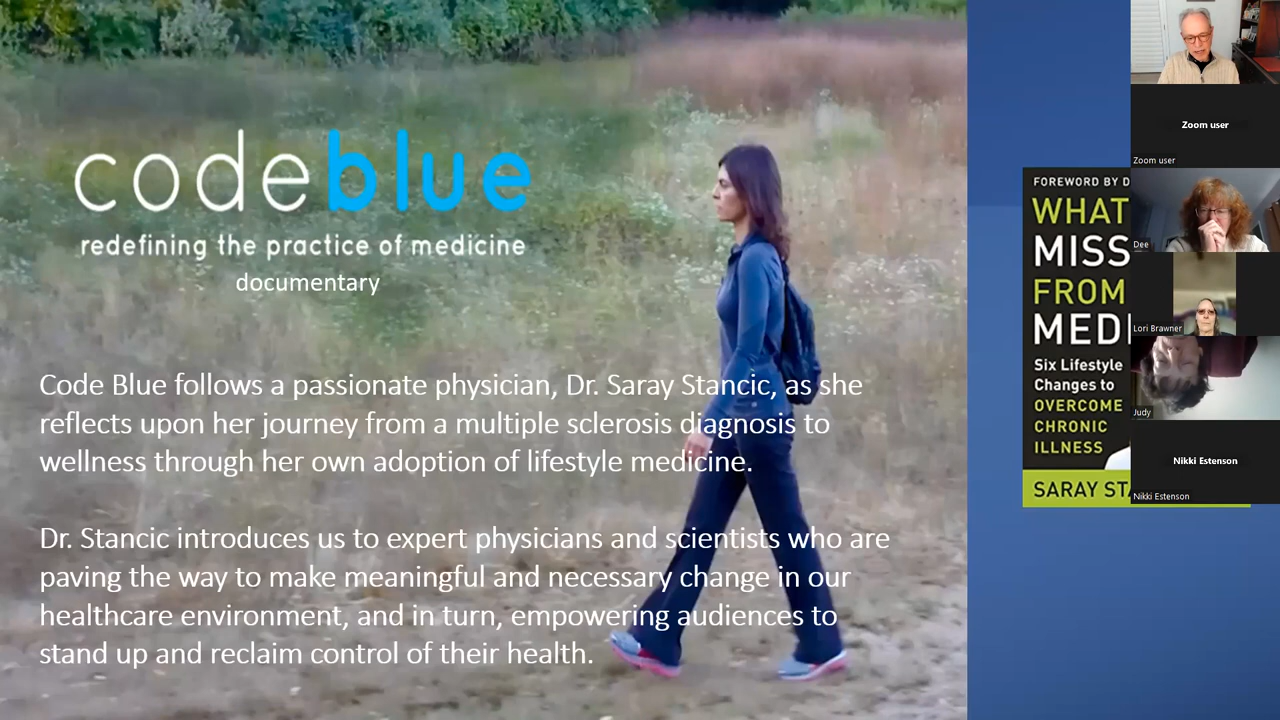 codeblue
redefining the practice of medicine
documentary
Code Blue follows a passionate physician, Dr. Saray Stancic, as she
reflects upon her journey from a multiple sclerosis diagnosis to
wellness through her own adoption of lifestyle medicine.
Dr. Stancic introduces us to expert physicians and scientists who are
paving the way to make meaningful and necessary change in our
healthcare environment, and in turn, empowering audiences to
stand up and reclaim control of their health.
FOREWORD BY D
WHAT
MISS
FROM
MEDI
Six Lifestyle
Changes to
OVERCOME
CHRONIC
ILLNESS
SARAY STA
Zoom user
Zoom user
Dee
Lori Brawner
Judy
Nikki Estenson
Nikki Estenson